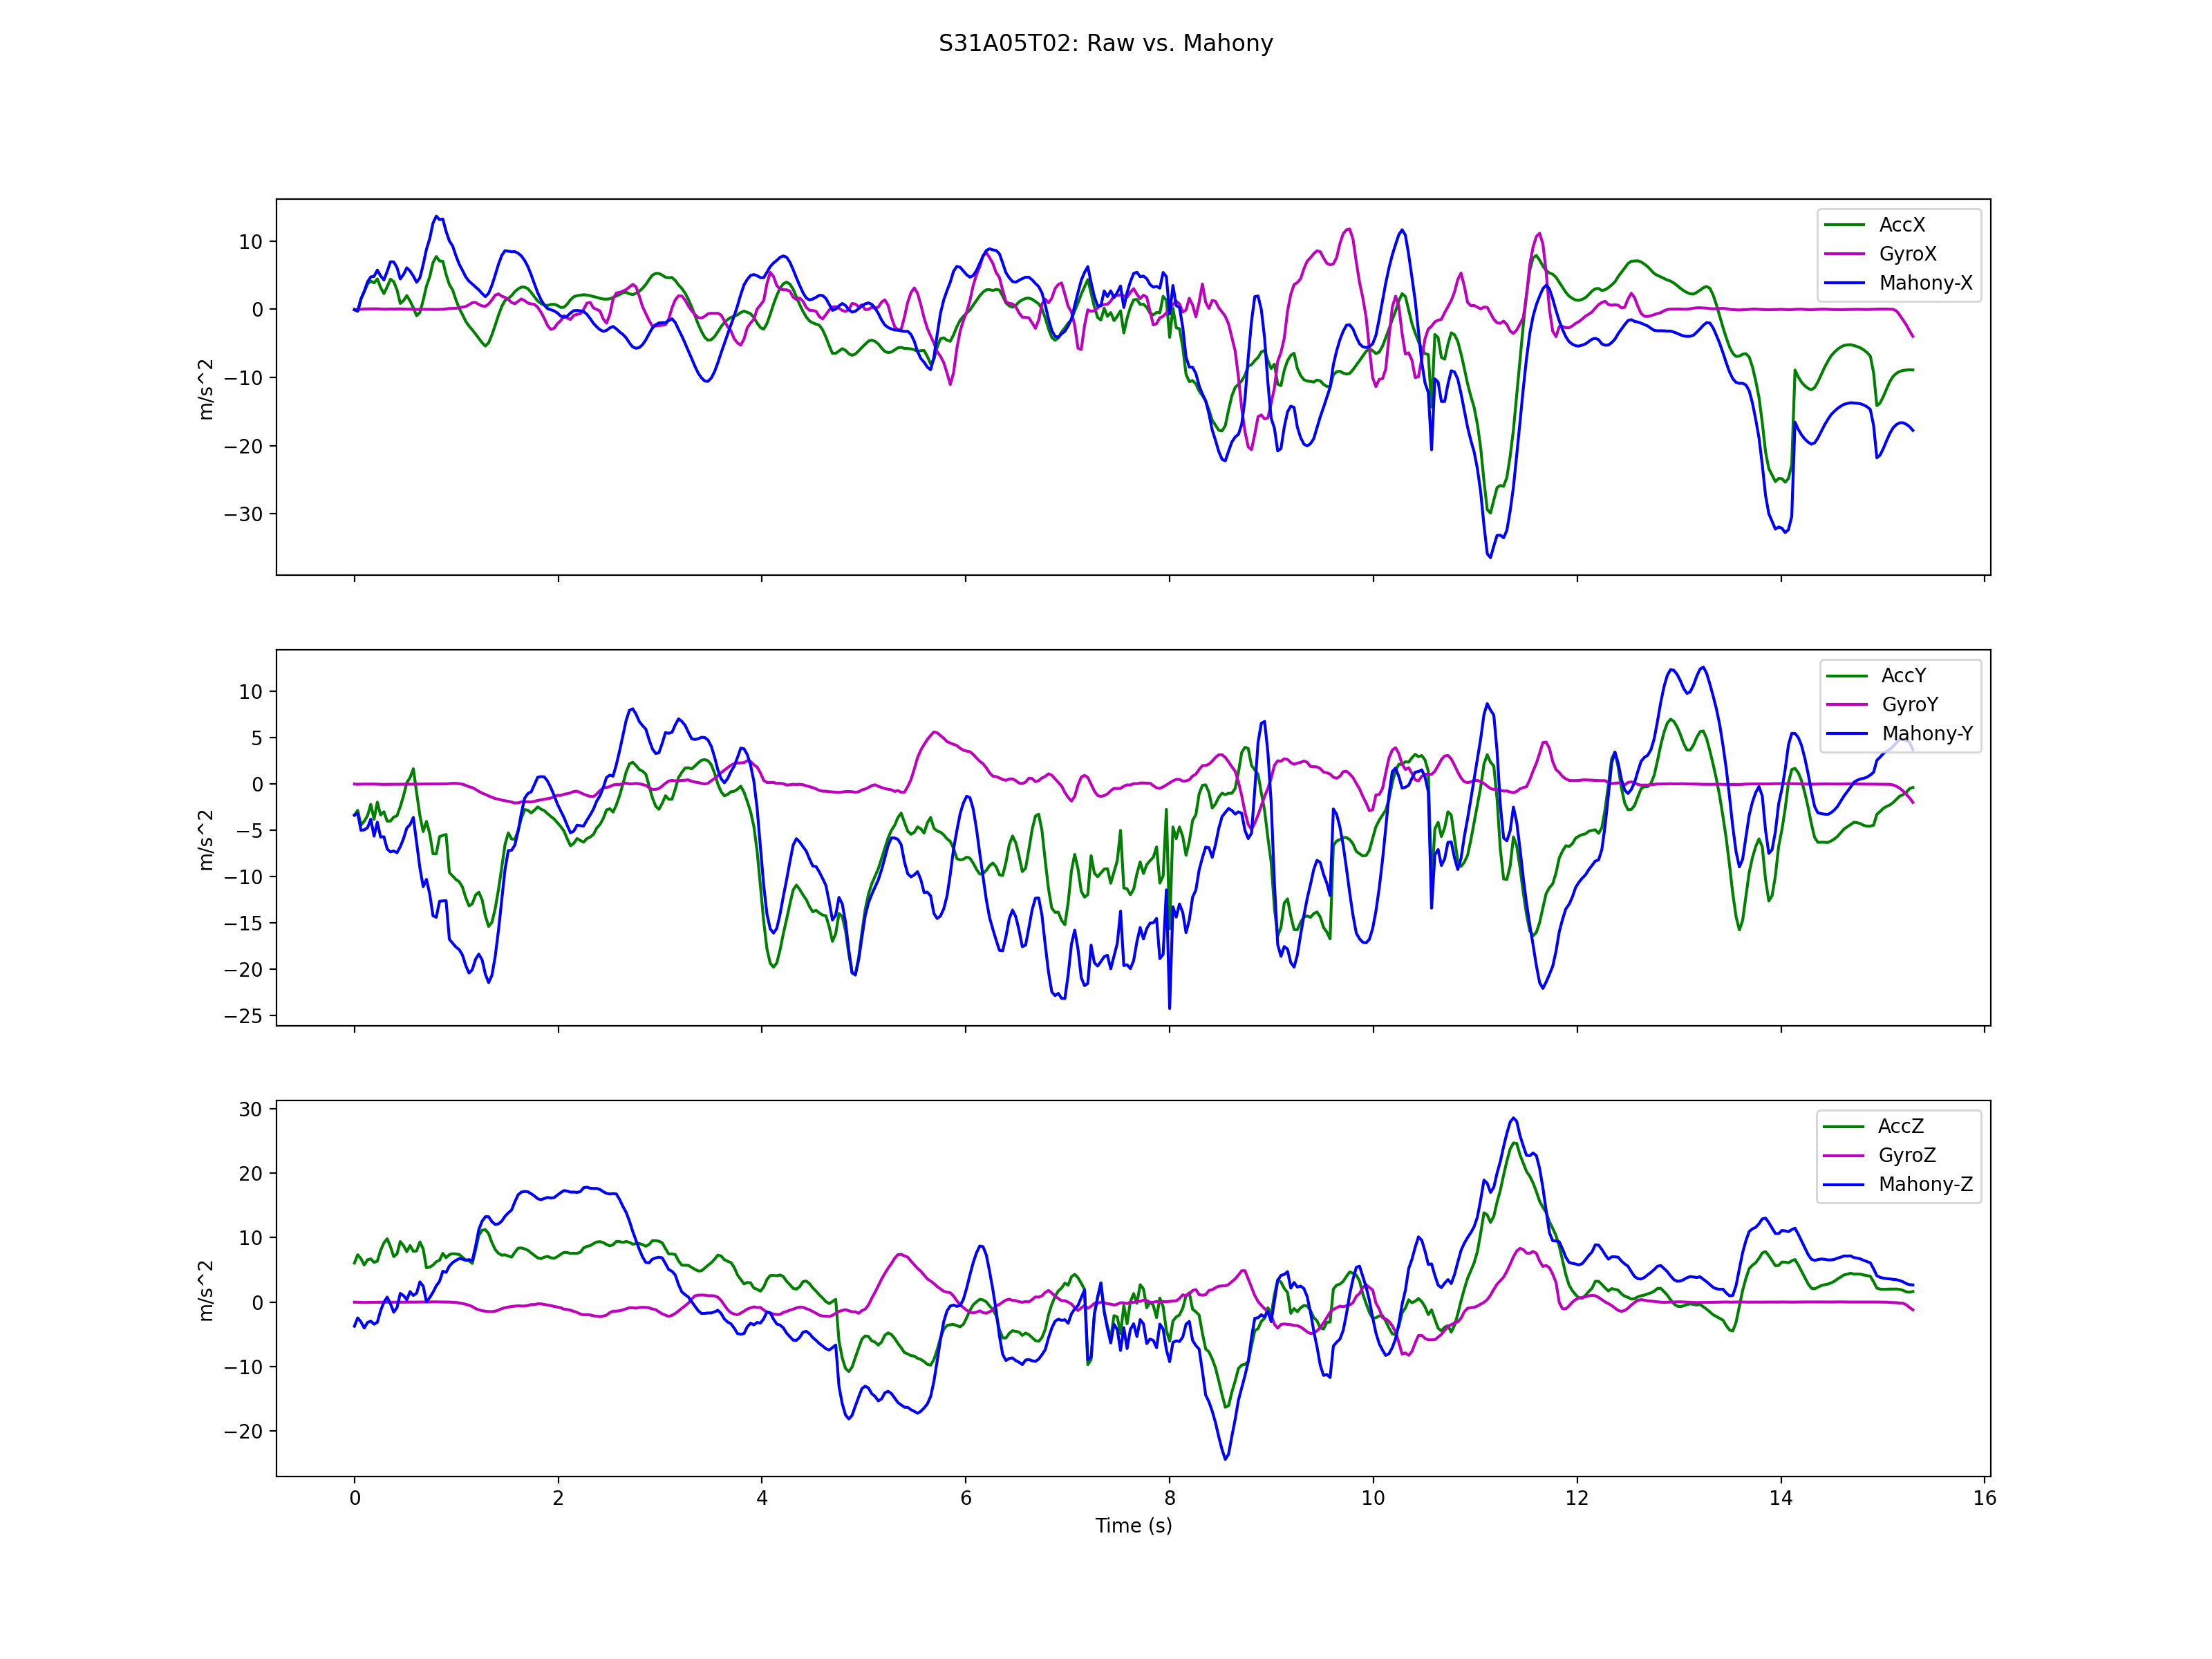 S31A05T02: Raw vs. Mahony
10
0
−10
−20
−30
m/s^2
AccX
GyroX
Mahony-X
10
5
0
−5
−10
−15
−20
−25
m/s^2
AccY
GyroY
Mahony-Y
30
20
10
0
−10
−20
m/s^2
AccZ
GyroZ
Mahony-Z
0 2 4 6 8 10 12 14 16
Time (s)